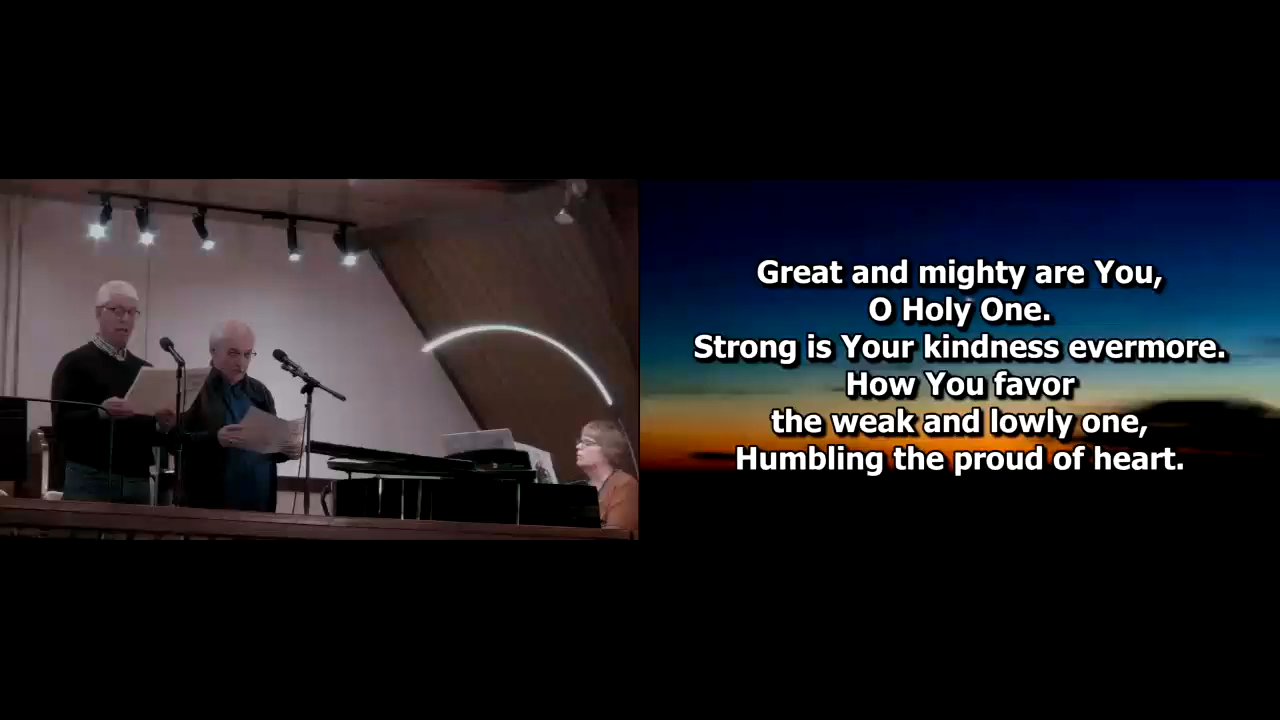 Great and mighty are You,
O Holy One.
Strong is Your kindness evermore.
How You favor
the weak and lowly one,
Humbling the proud of heart.